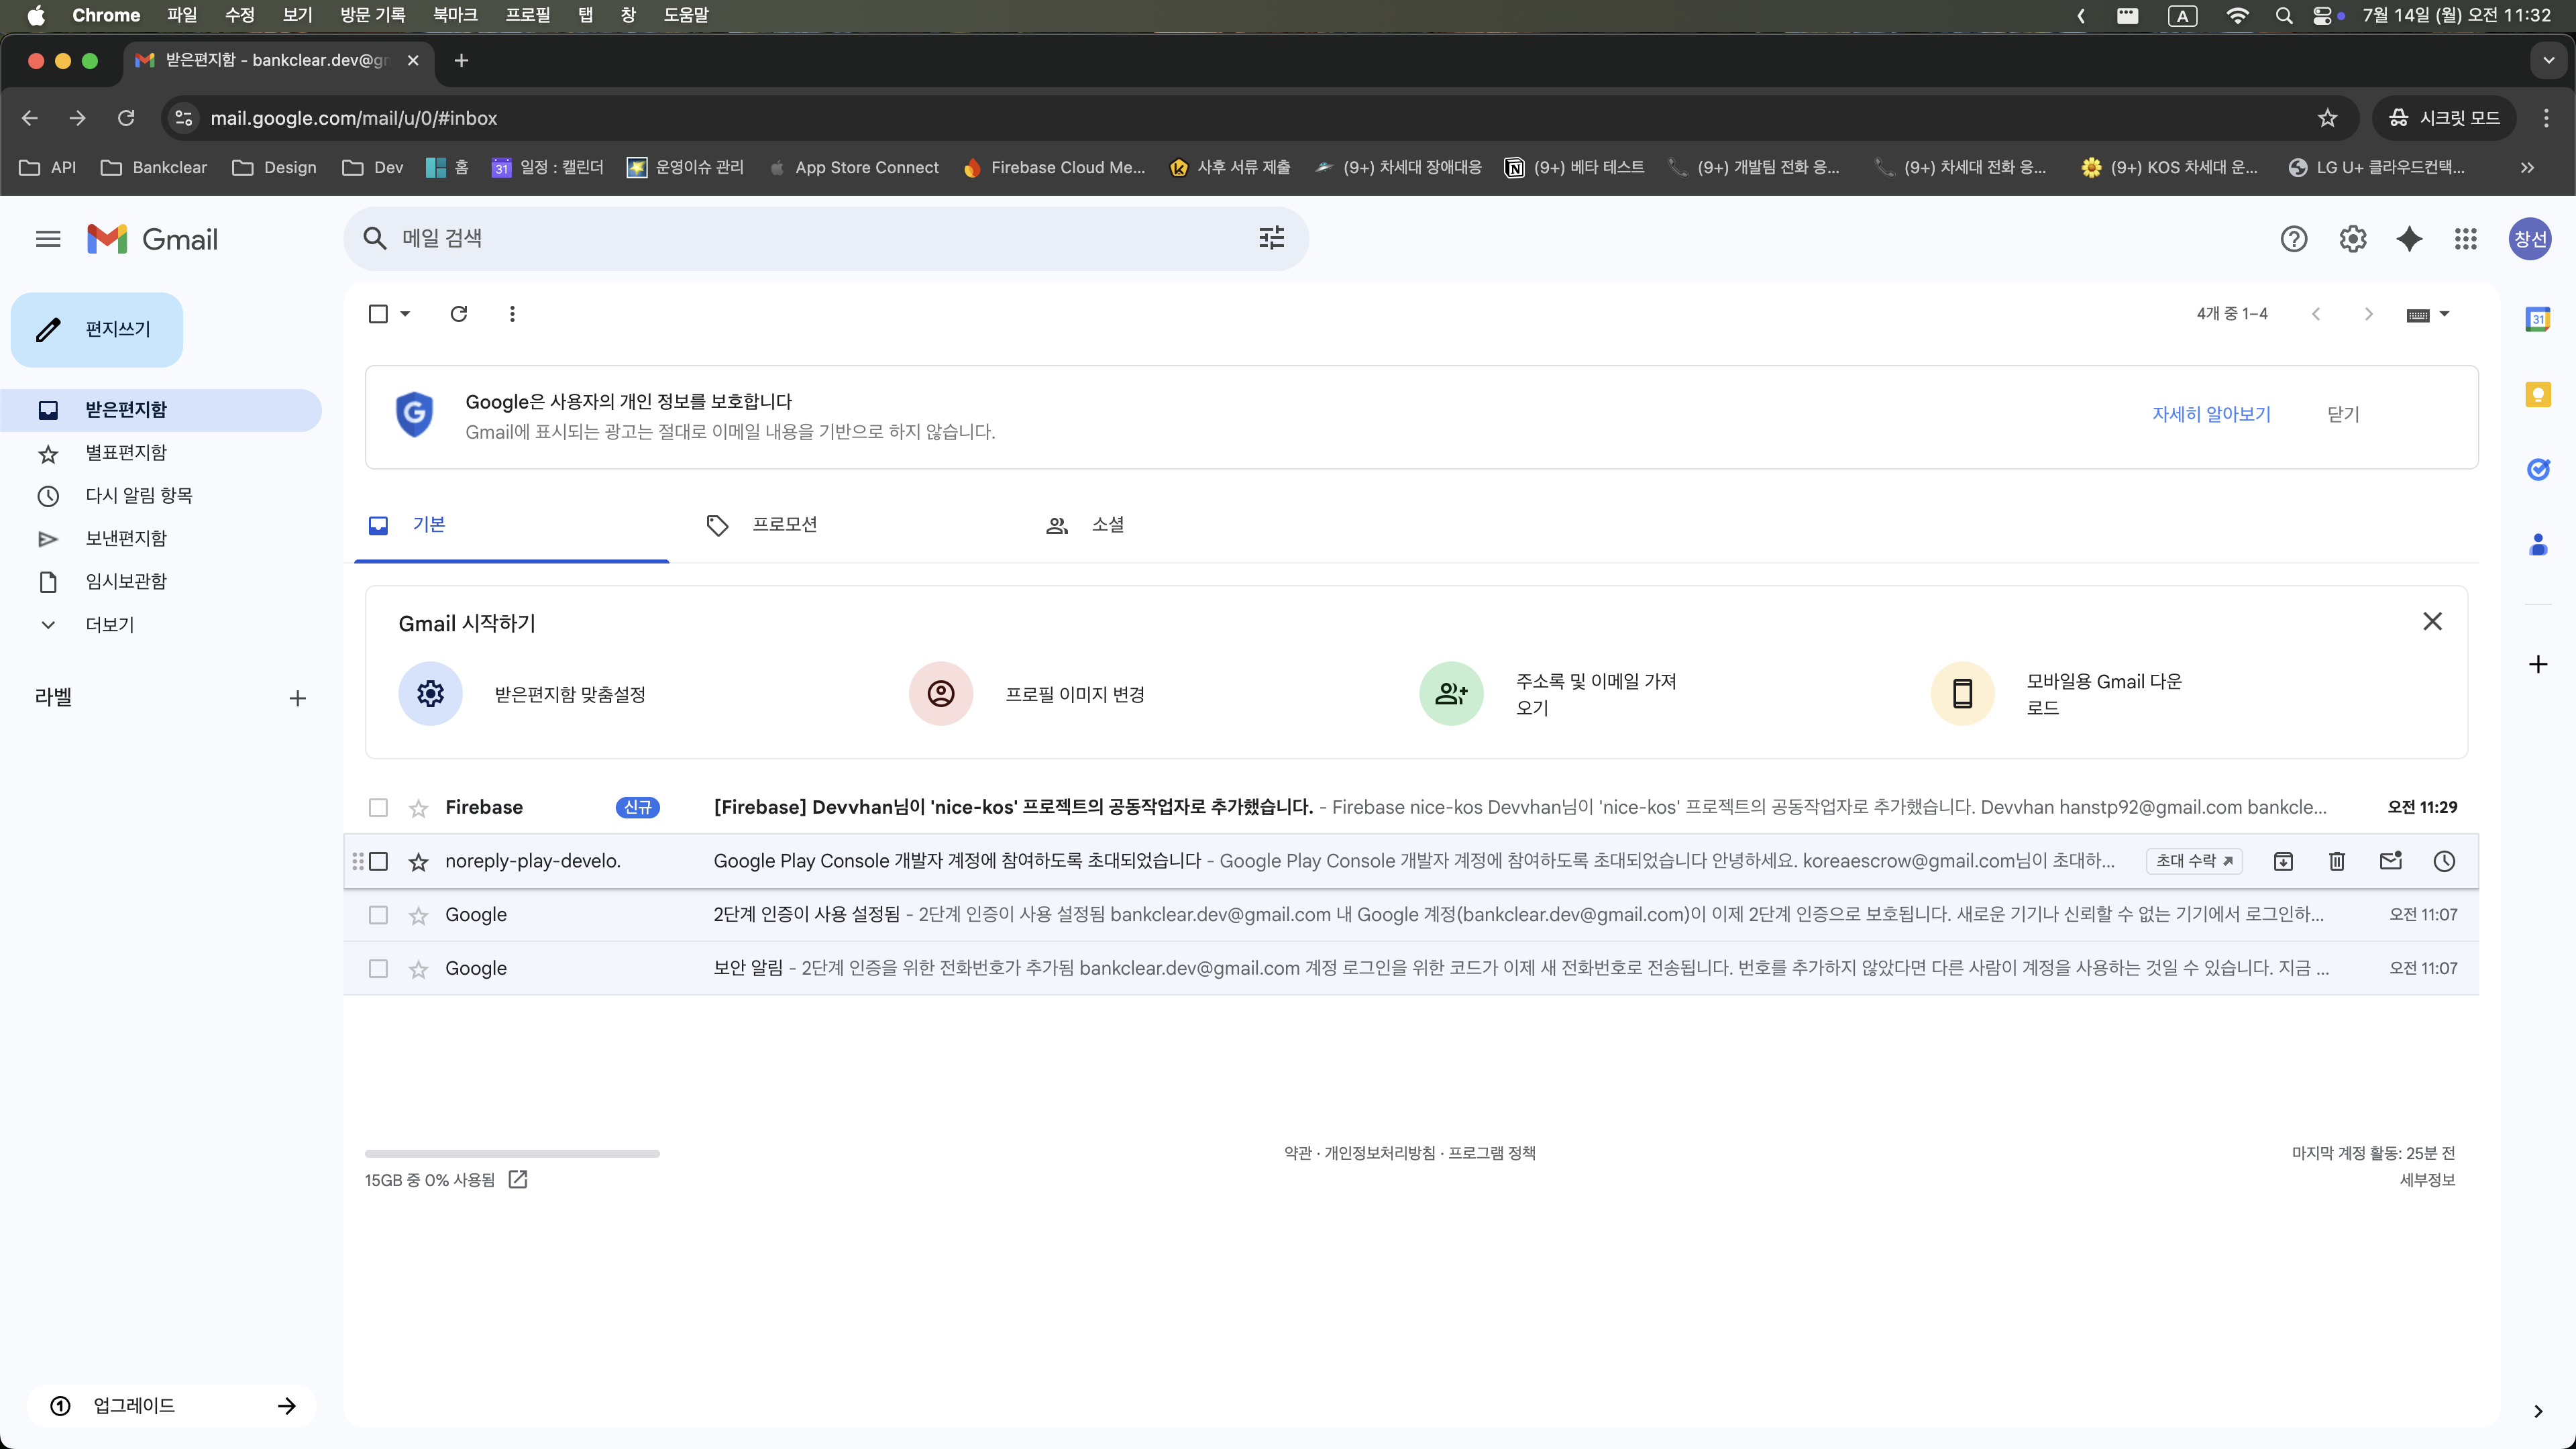 Chrome 파일 수정 보기 방문 기록 북마크 프로필 탭 창 도움말 A 7월 14일 (월) 오전 11:32
받은편지함 - bankclear.dev@gm
mail.google.com/mail/u/0/#inbox 시크릿 모드
API Bankclear Design Dev 홈 31 일정 : 캘린더 운영이슈 관리 App Store Connect Firebase Cloud Me... 사후 서류 제출 (9+) 차세대 장애대응 (9+) 베타 테스트 (9+) 개발팀 전화 응... (9+) 차세대 전화 응... (9+) KOS 차세대 운... LG U+ 클라우드컨택...
Gmail 메일 검색 창선
편지쓰기
받은편지함
별표편지함
다시 알림 항목
보낸편지함
임시보관함
더보기
라벨
업그레이드
4개 중 1–4
31
Google은 사용자의 개인 정보를 보호합니다
Gmail에 표시되는 광고는 절대로 이메일 내용을 기반으로 하지 않습니다.
자세히 알아보기 닫기
기본 프로모션 소셜
Gmail 시작하기
받은편지함 맞춤설정
프로필 이미지 변경
주소록 및 이메일 가져
오기
모바일용 Gmail 다운
로드
Firebase 신규 [Firebase] Devvhan님이 'nice-kos' 프로젝트의 공동작업자로 추가했습니다. - Firebase nice-kos Devvhan님이 'nice-kos' 프로젝트의 공동작업자로 추가했습니다. Devvhan hanstp92@gmail.com bankcle... 오전 11:29
noreply-play-develo. Google Play Console 개발자 계정에 참여하도록 초대되었습니다 - Google Play Console 개발자 계정에 참여하도록 초대되었습니다 안녕하세요. koreaescrow@gmail.com님이 초대하... 초대 수락
Google 2단계 인증이 사용 설정됨 - 2단계 인증이 사용 설정됨 bankclear.dev@gmail.com 내 Google 계정(bankclear.dev@gmail.com)이 이제 2단계 인증으로 보호됩니다. 새로운 기기나 신뢰할 수 없는 기기에서 로그인하... 오전 11:07
Google 보안 알림 - 2단계 인증을 위한 전화번호가 추가됨 bankclear.dev@gmail.com 계정 로그인을 위한 코드가 이제 새 전화번호로 전송됩니다. 번호를 추가하지 않았다면 다른 사람이 계정을 사용하는 것일 수 있습니다. 지금 ... 오전 11:07
15GB 중 0% 사용됨
약관 · 개인정보처리방침 · 프로그램 정책
마지막 계정 활동: 25분 전
세부정보